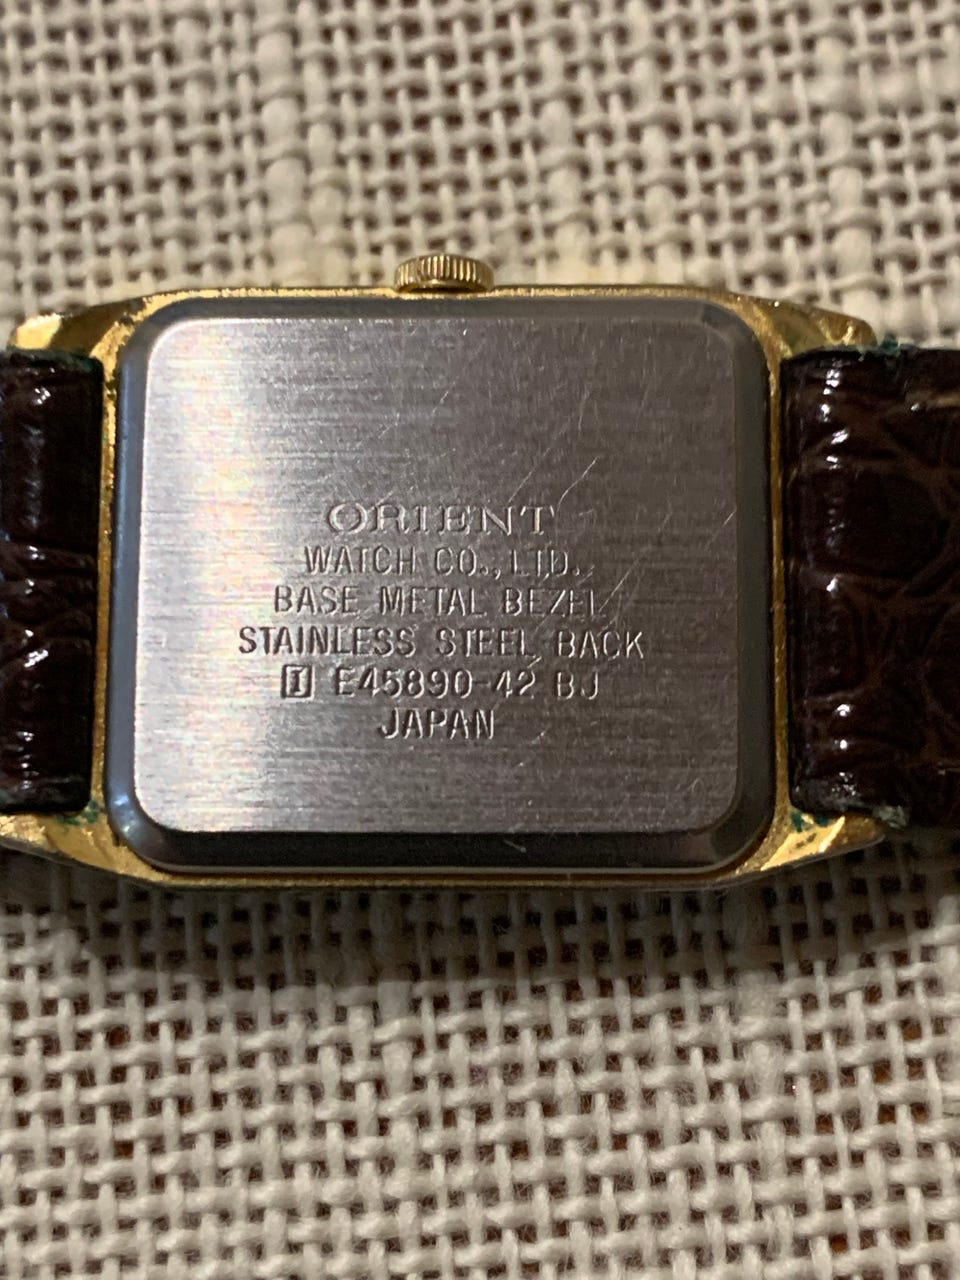 ORIENT
WATCH CO., LTD.
BASE METAL BEZEL
STAINLESS STEEL BACK
I E45890-42 BJ
JAPAN